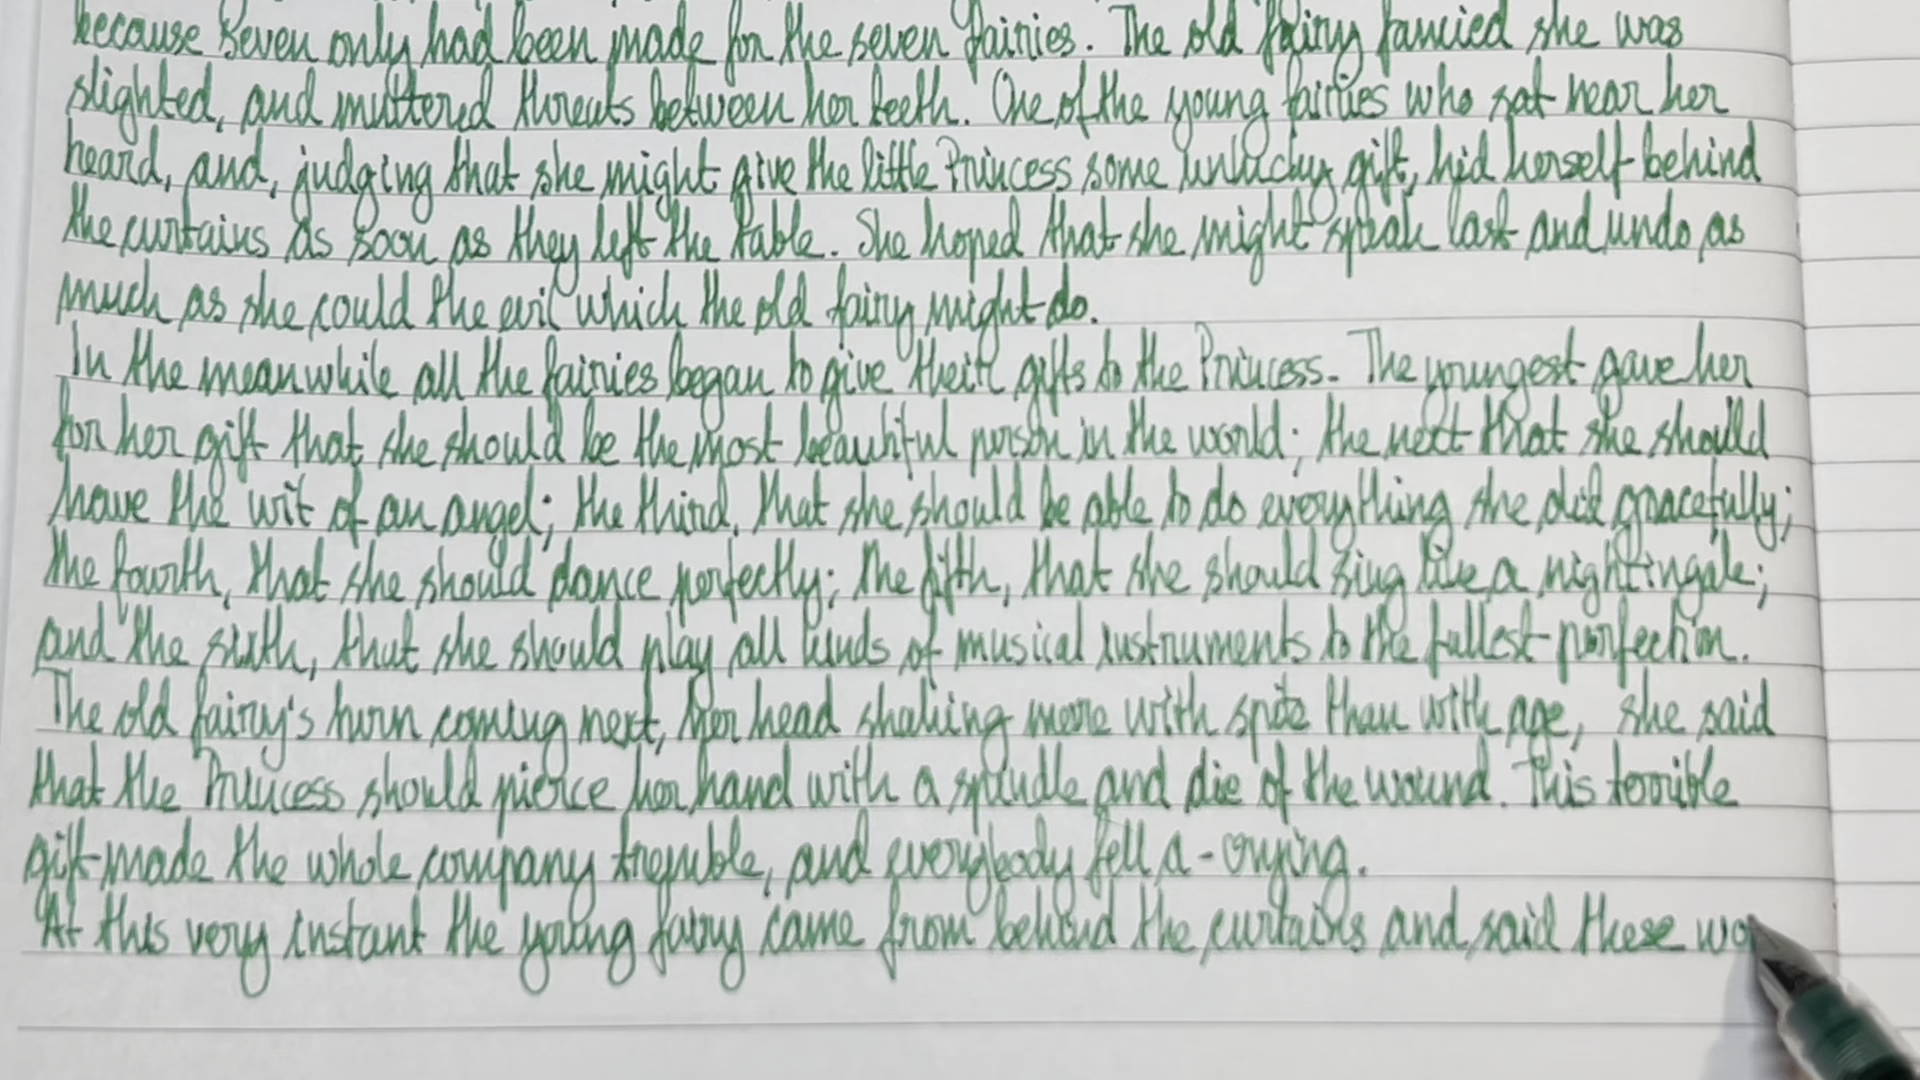 because seven only had been made for the seven fairies. The old fairy fancied she was
slighted, and muttered threats between her teeth. One of the young fairies who sat near her
heard, and, judging that she might give the little Princess some unlucky gift, hid herself behind
the curtains as soon as they left the table. She hoped that she might speak last and undo as
much as she could the evil which the old fairy might do.
In the meanwhile all the fairies began to give their gifts to the Princess. The youngest gave her
for her gift that she should be the most beautiful person in the world; the next that she should
have the wit of an angel; the third, that she should be able to do everything she did gracefully;
the fourth, that she should dance perfectly; the fifth, that she should sing like a nightingale;
and the sixth, that she should play all kinds of musical instruments to the fullest perfection.
The old fairy's turn coming next, her head shaking more with spite than with age, she said
that the Princess should pierce her hand with a spindle and die of the wound. This terrible
gift made the whole company tremble, and everybody fell a-crying.
At this very instant the young fairy came from behind the curtains and said these wo